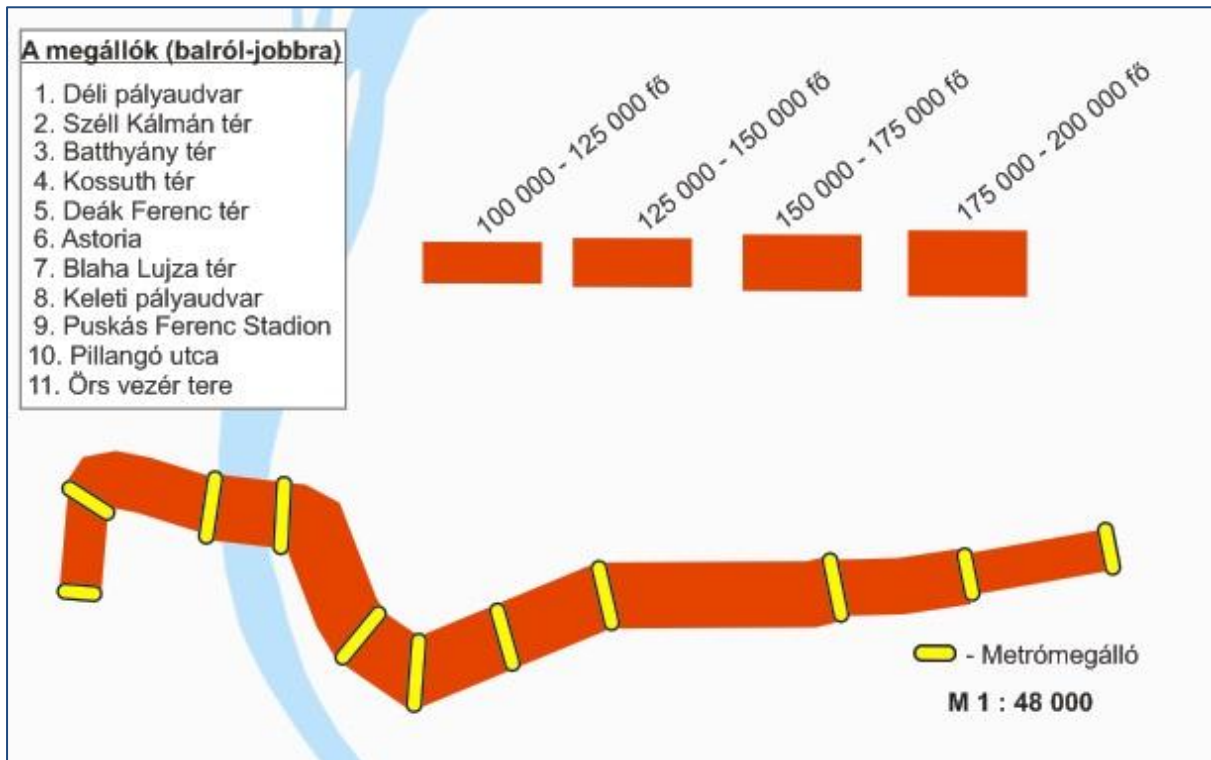 A megállók (balról-jobbra)
1. Déli pályaudvar
2. Széll Kálmán tér
3. Batthyány tér
4. Kossuth tér
5. Deák Ferenc tér
6. Astoria
7. Blaha Lujza tér
8. Keleti pályaudvar
9. Puskás Ferenc Stadion
10. Pillangó utca
11. Örs vezér tere
100 000 - 125 000 fő
125 000 - 150 000 fő
150 000 - 175 000 fő
175 000 - 200 000 fő
- Metrómegálló
M 1 : 48 000